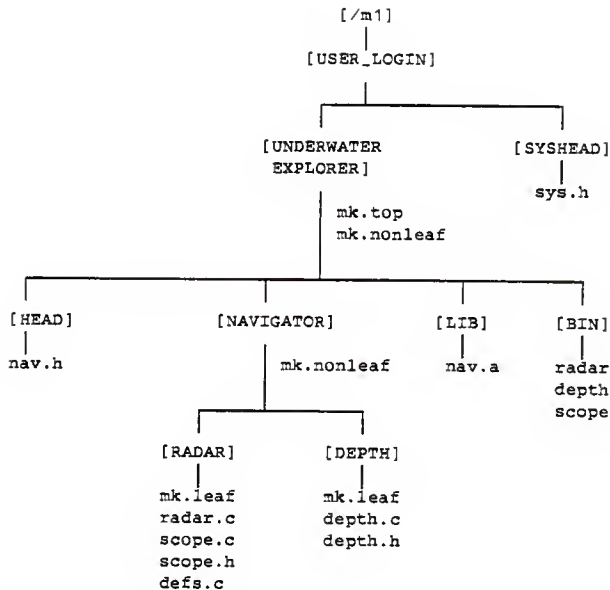 [/m1]
[USER_LOGIN]
[UNDERWATER
EXPLORER]
[SYSHEAD]
sys.h
mk.top
mk.nonleaf
[HEAD]
nav.h
[NAVIGATOR]
mk.nonleaf
[LIB]
nav.a
[BIN]
radar
depth
scope
[RADAR]
mk.leaf
radar.c
scope.c
scope.h
defs.c
[DEPTH]
mk.leaf
depth.c
depth.h